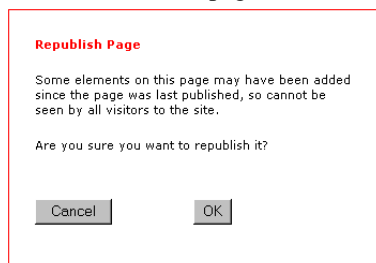 Republish Page
Some elements on this page may have been added
since the page was last published, so cannot be
seen by all visitors to the site.
Are you sure you want to republish it?
Cancel OK